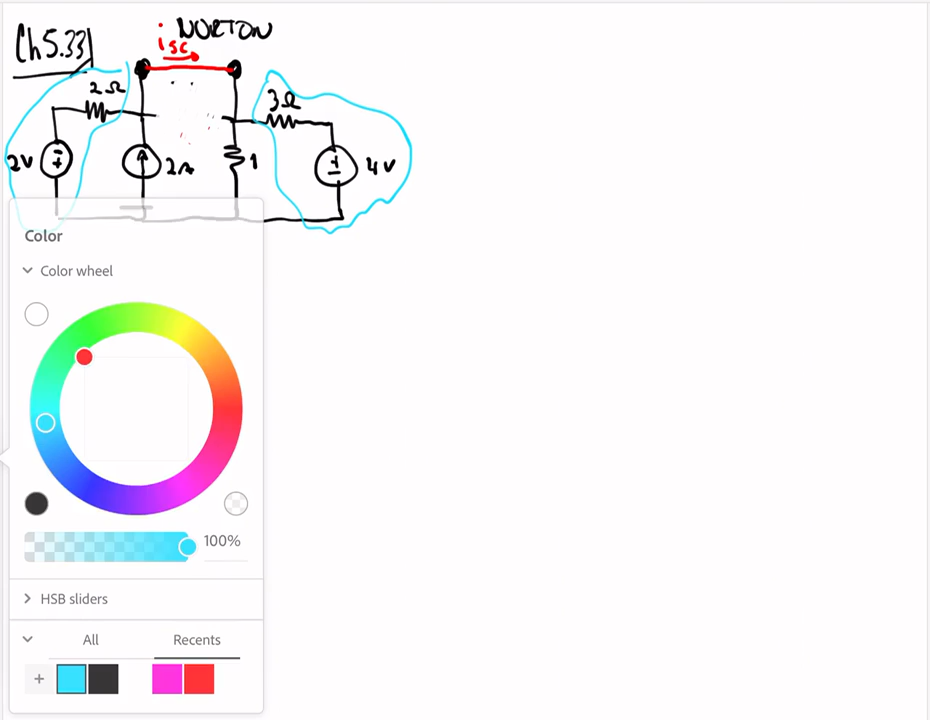 Ch5.33
NORTON
isc
2Ω
3Ω
2V
2A
1
4V
Color
Color wheel
100%
HSB sliders
All
Recents
+